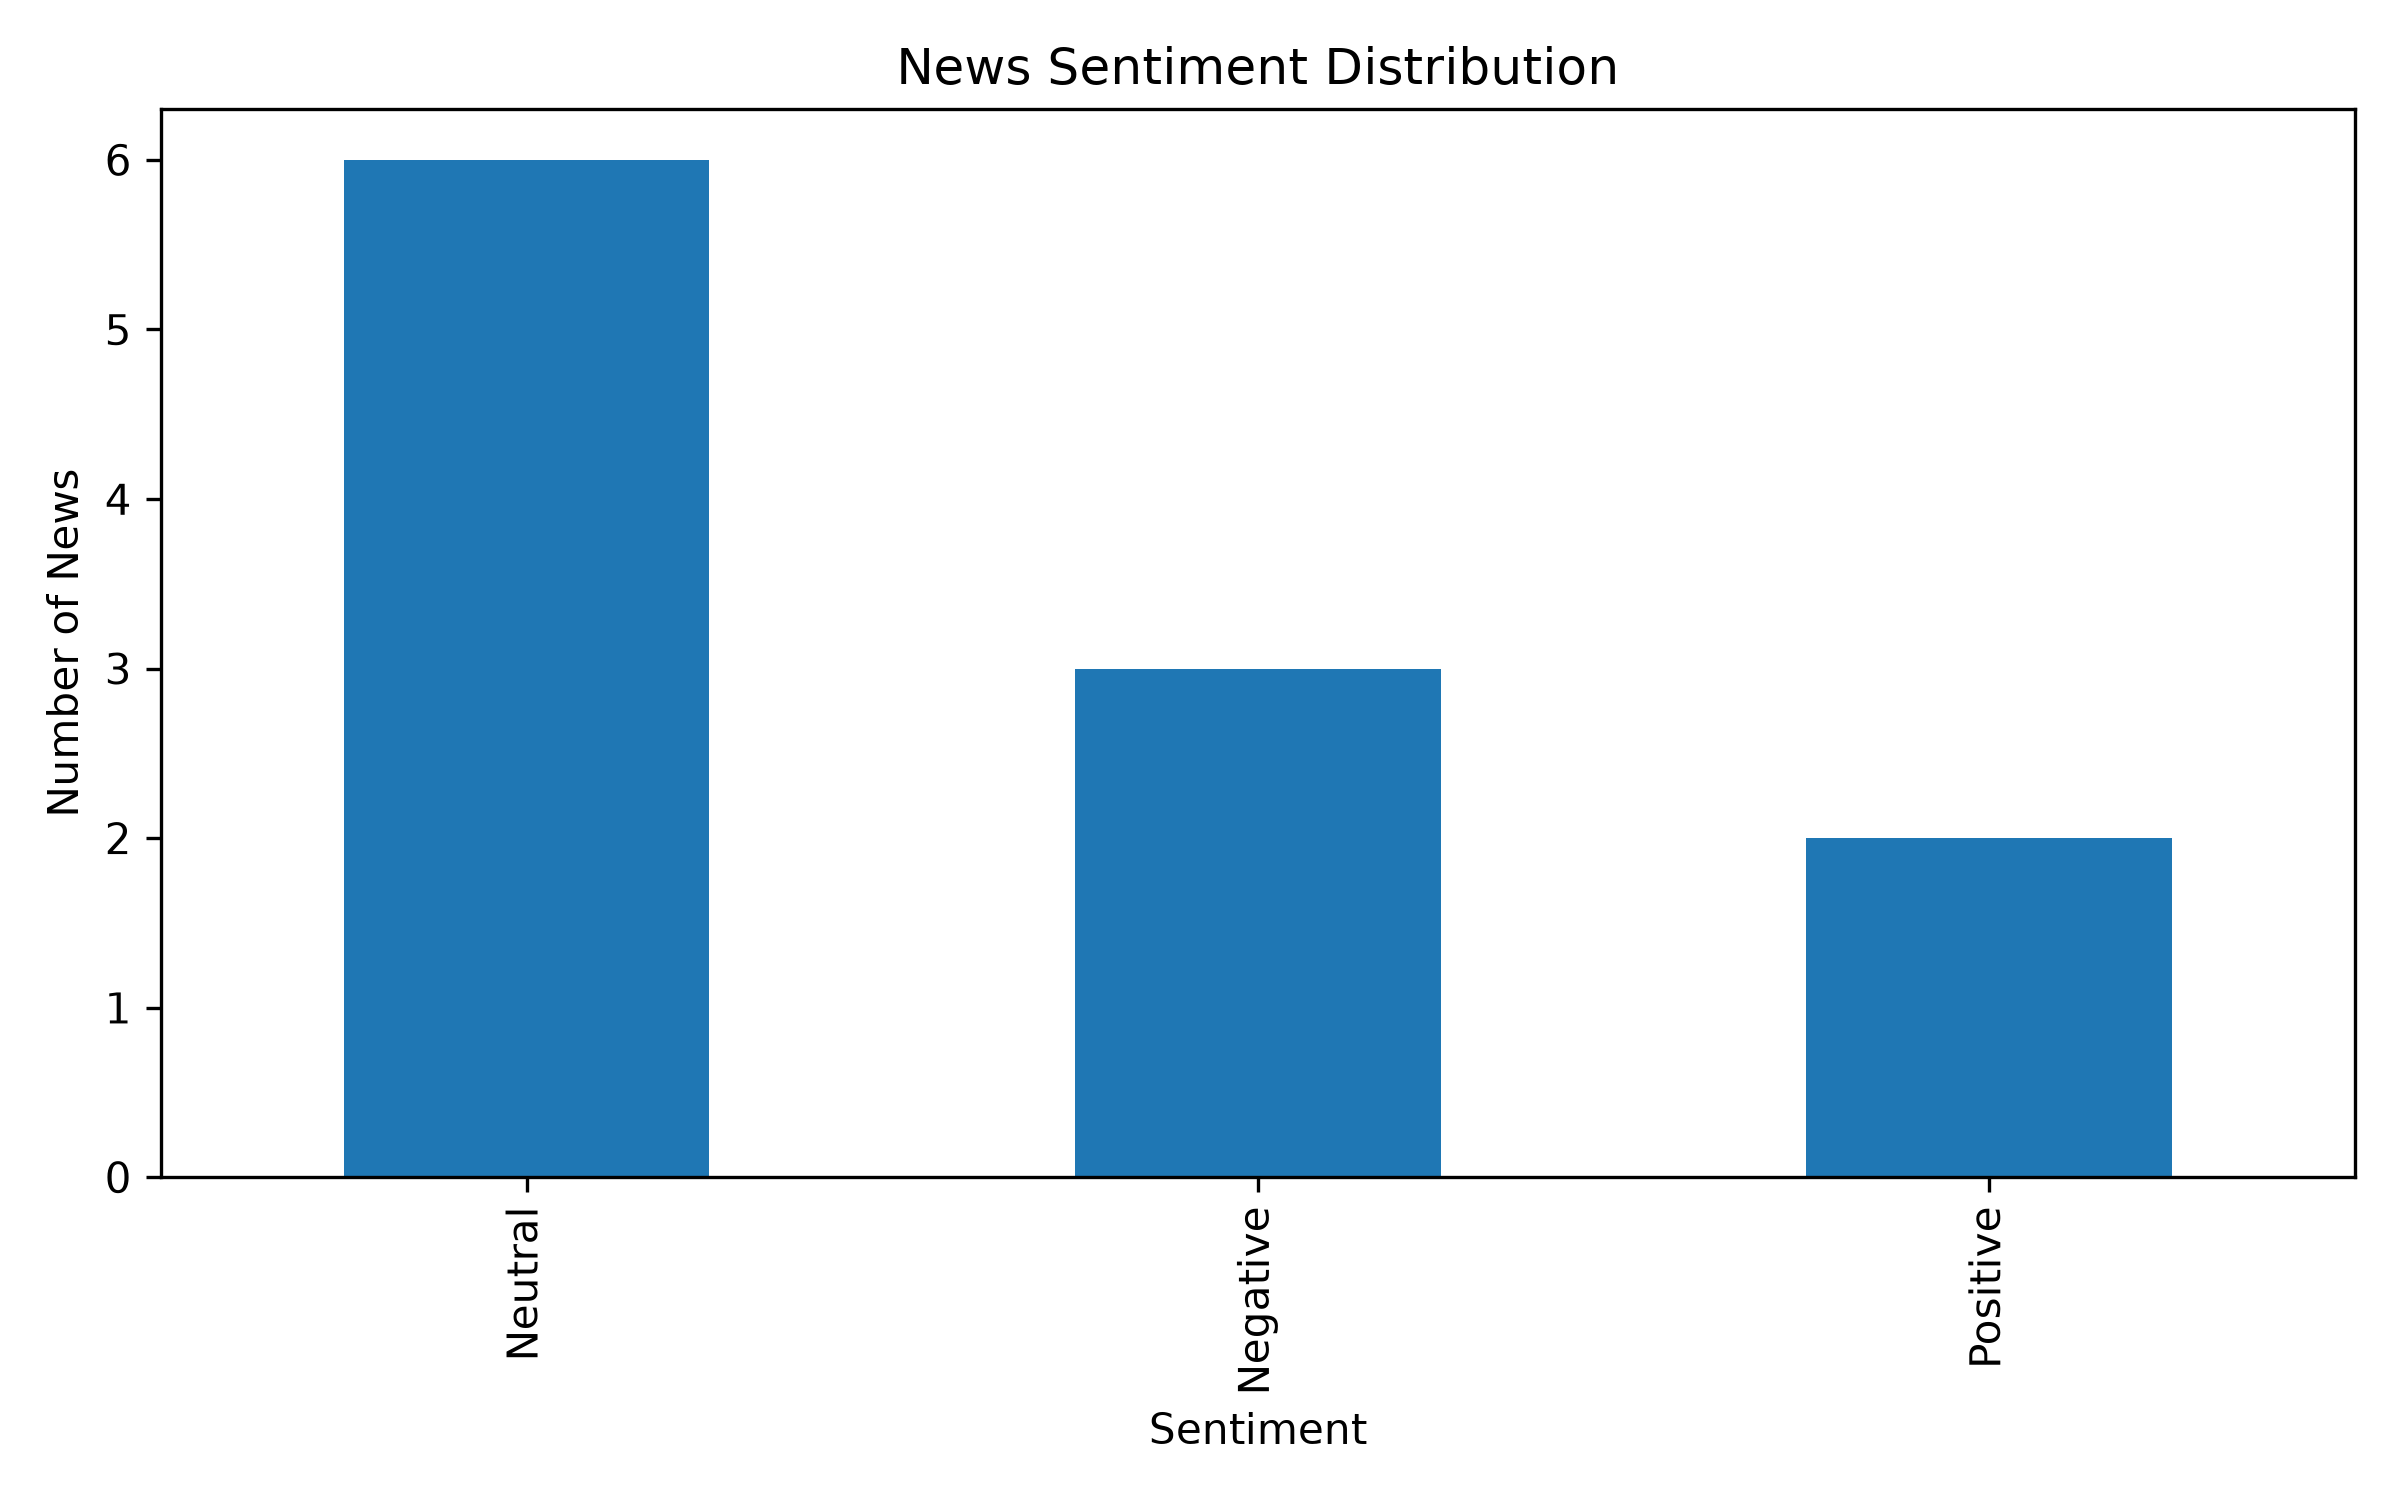 News Sentiment Distribution
Number of News
6
5
4
3
2
1
0
Neutral
Negative
Positive
Sentiment